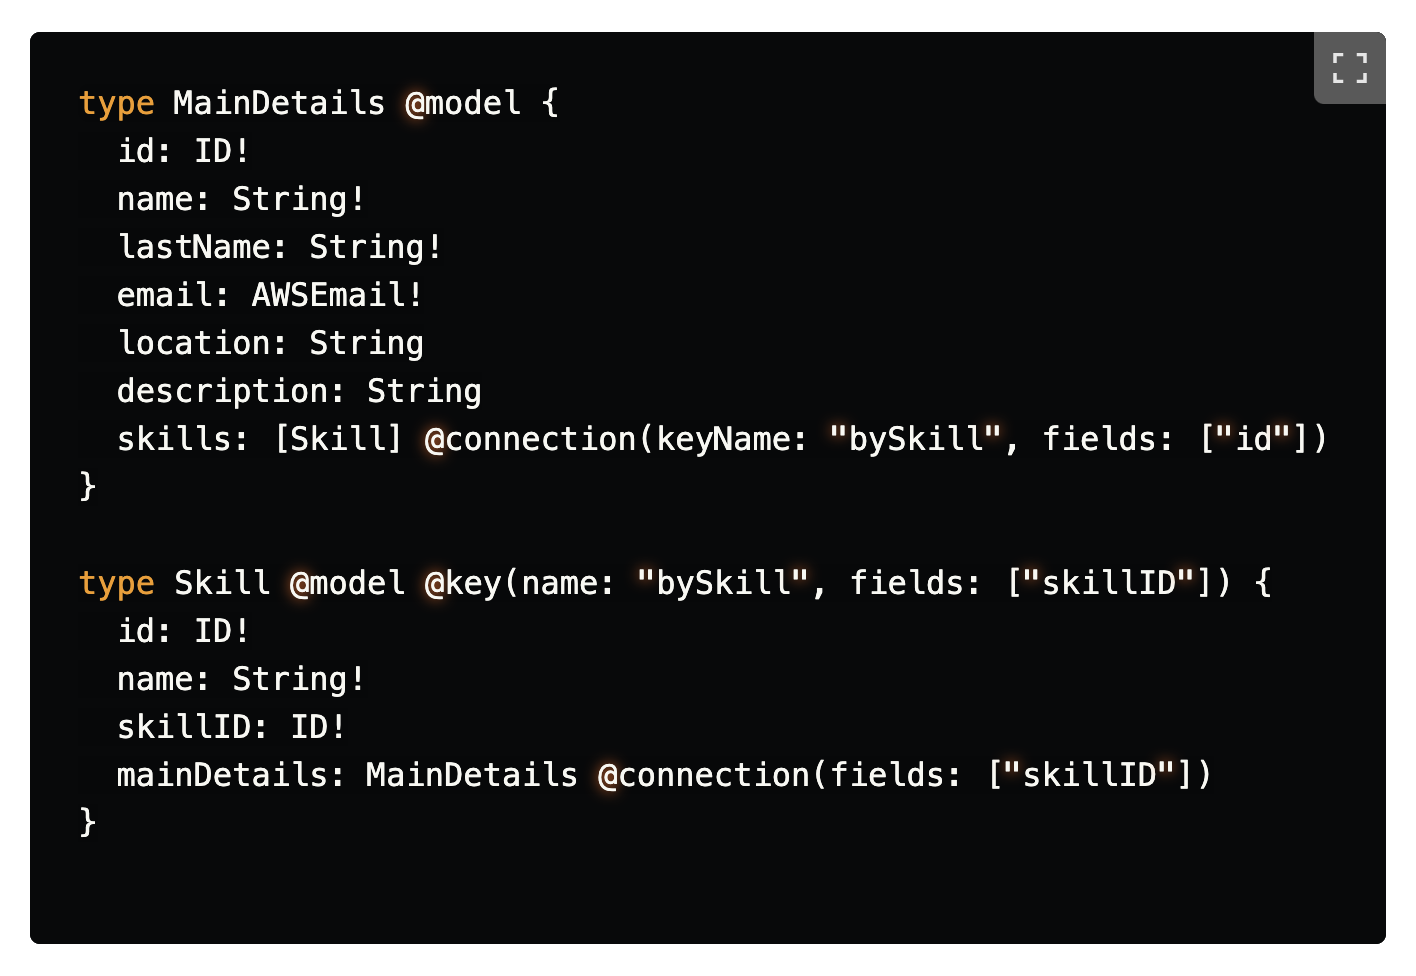 type MainDetails @model {
  id: ID!
  name: String!
  lastName: String!
  email: AWSEmail!
  location: String
  description: String
  skills: [Skill] @connection(keyName: "bySkill", fields: ["id"])
}

type Skill @model @key(name: "bySkill", fields: ["skillID"]) {
  id: ID!
  name: String!
  skillID: ID!
  mainDetails: MainDetails @connection(fields: ["skillID"])
}